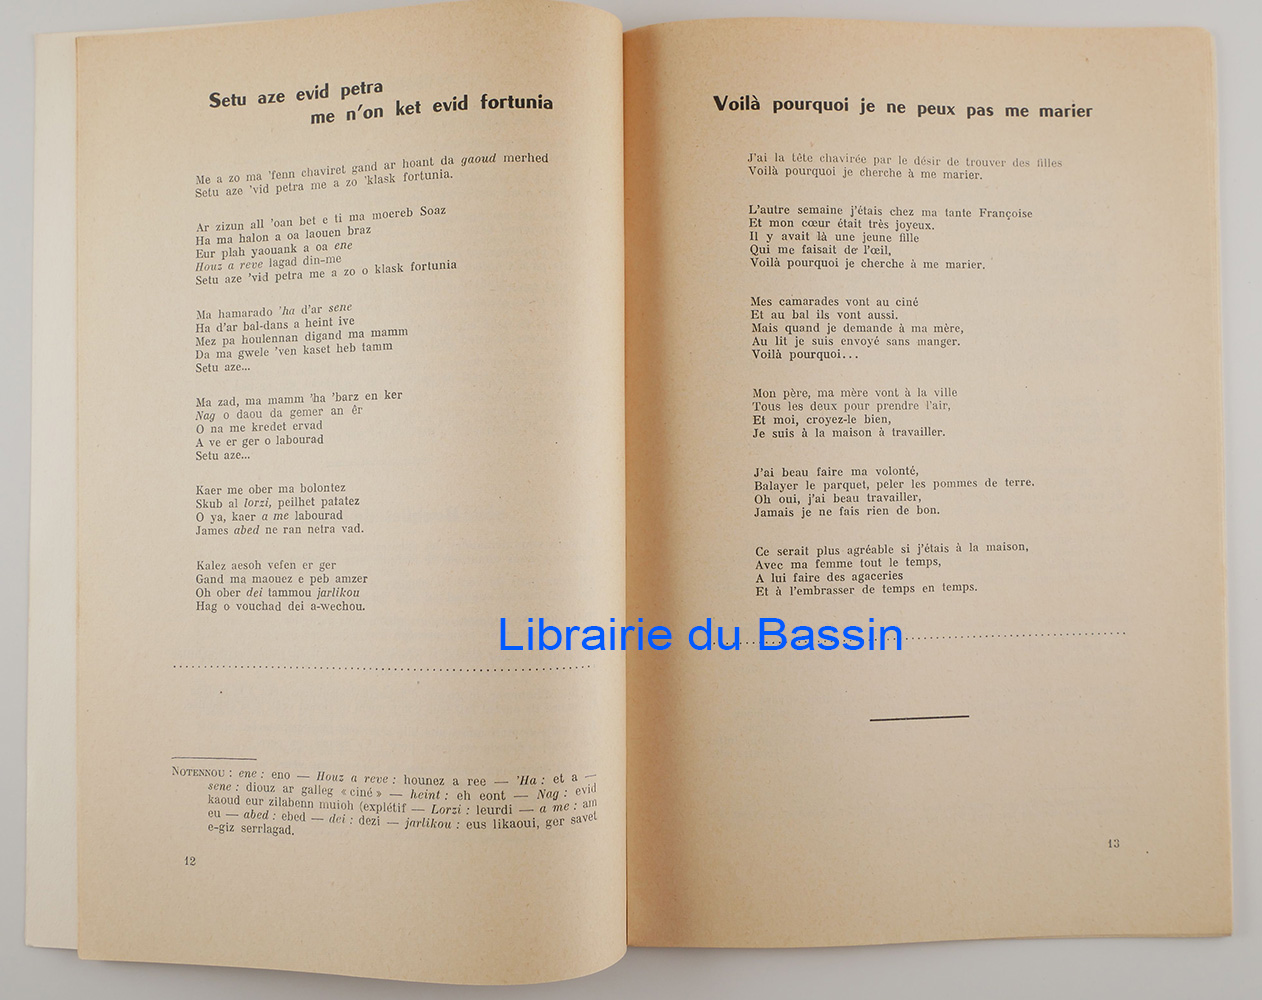 Setu aze evid petra
me n'on ket evid fortunia
Me a zo ma 'fenn chaviret gand ar hoant da gaoud merhed
Setu aze 'vid petra me a zo 'klask fortunia.
Ar zizun all 'oan bet e ti ma moereb Soaz
Ha ma halon a oa laouen braz
Eur plah yaouank a oa ene
Houz a reve lagad din-me
Setu aze 'vid petra me a zo o klask fortunia
Ma hamarado 'ha d'ar sene
Ha d'ar bal-dans a heint ive
Mez pa houlennan digand ma mamm
Da ma gwele 'ven kaset heb tamm
Setu aze...
Ma zad, ma mamm 'ha 'barz en ker
Nag o daou da gemer an êr
O na me kredet ervad
A ve er ger o labourad
Setu aze...
Kaer me ober ma bolontez
Skub al lorzi, peilhet patatez
O ya, kaer a me labourad
James abed ne ran netra vad.
Kalez aesoh vefen er ger
Gand ma maouez e peb amzer
Oh ober dei tammou jarlikou
Hag o vouchad dei a-wechou.
NOTENNOU : ene : eno — Houz a reve : hounez a ree — 'Ha : et a —
sene : diouz ar galleg « ciné » — heint : eh eont — Nag : evid
kaoud eur zilabenn muioh (explétif — Lorzi : leurdi — a me : am
eu — abed : ebed — dei : dezi — jarlikou : eus likaoui, ger savet
e-giz serrlagad.
12
Voilà pourquoi je ne peux pas me marier
J'ai la tête chavirée par le désir de trouver des filles
Voilà pourquoi je cherche à me marier.
L'autre semaine j'étais chez ma tante Françoise
Et mon cœur était très joyeux.
Il y avait là une jeune fille
Qui me faisait de l'œil,
Voilà pourquoi je cherche à me marier.
Mes camarades vont au ciné
Et au bal ils vont aussi.
Mais quand je demande à ma mère,
Au lit je suis envoyé sans manger.
Voilà pourquoi...
Mon père, ma mère vont à la ville
Tous les deux pour prendre l'air,
Et moi, croyez-le bien,
Je suis à la maison à travailler.
J'ai beau faire ma volonté,
Balayer le parquet, peler les pommes de terre.
Oh oui, j'ai beau travailler,
Jamais je ne fais rien de bon.
Ce serait plus agréable si j'étais à la maison,
Avec ma femme tout le temps,
A lui faire des agaceries
Et à l'embrasser de temps en temps.
13
Librairie du Bassin